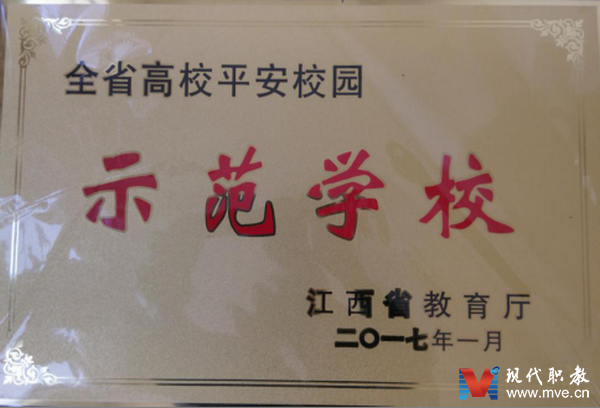 全省高校平安校园
示范学校
江西省教育厅
二〇一七年一月
现代职教
www.mve.cn